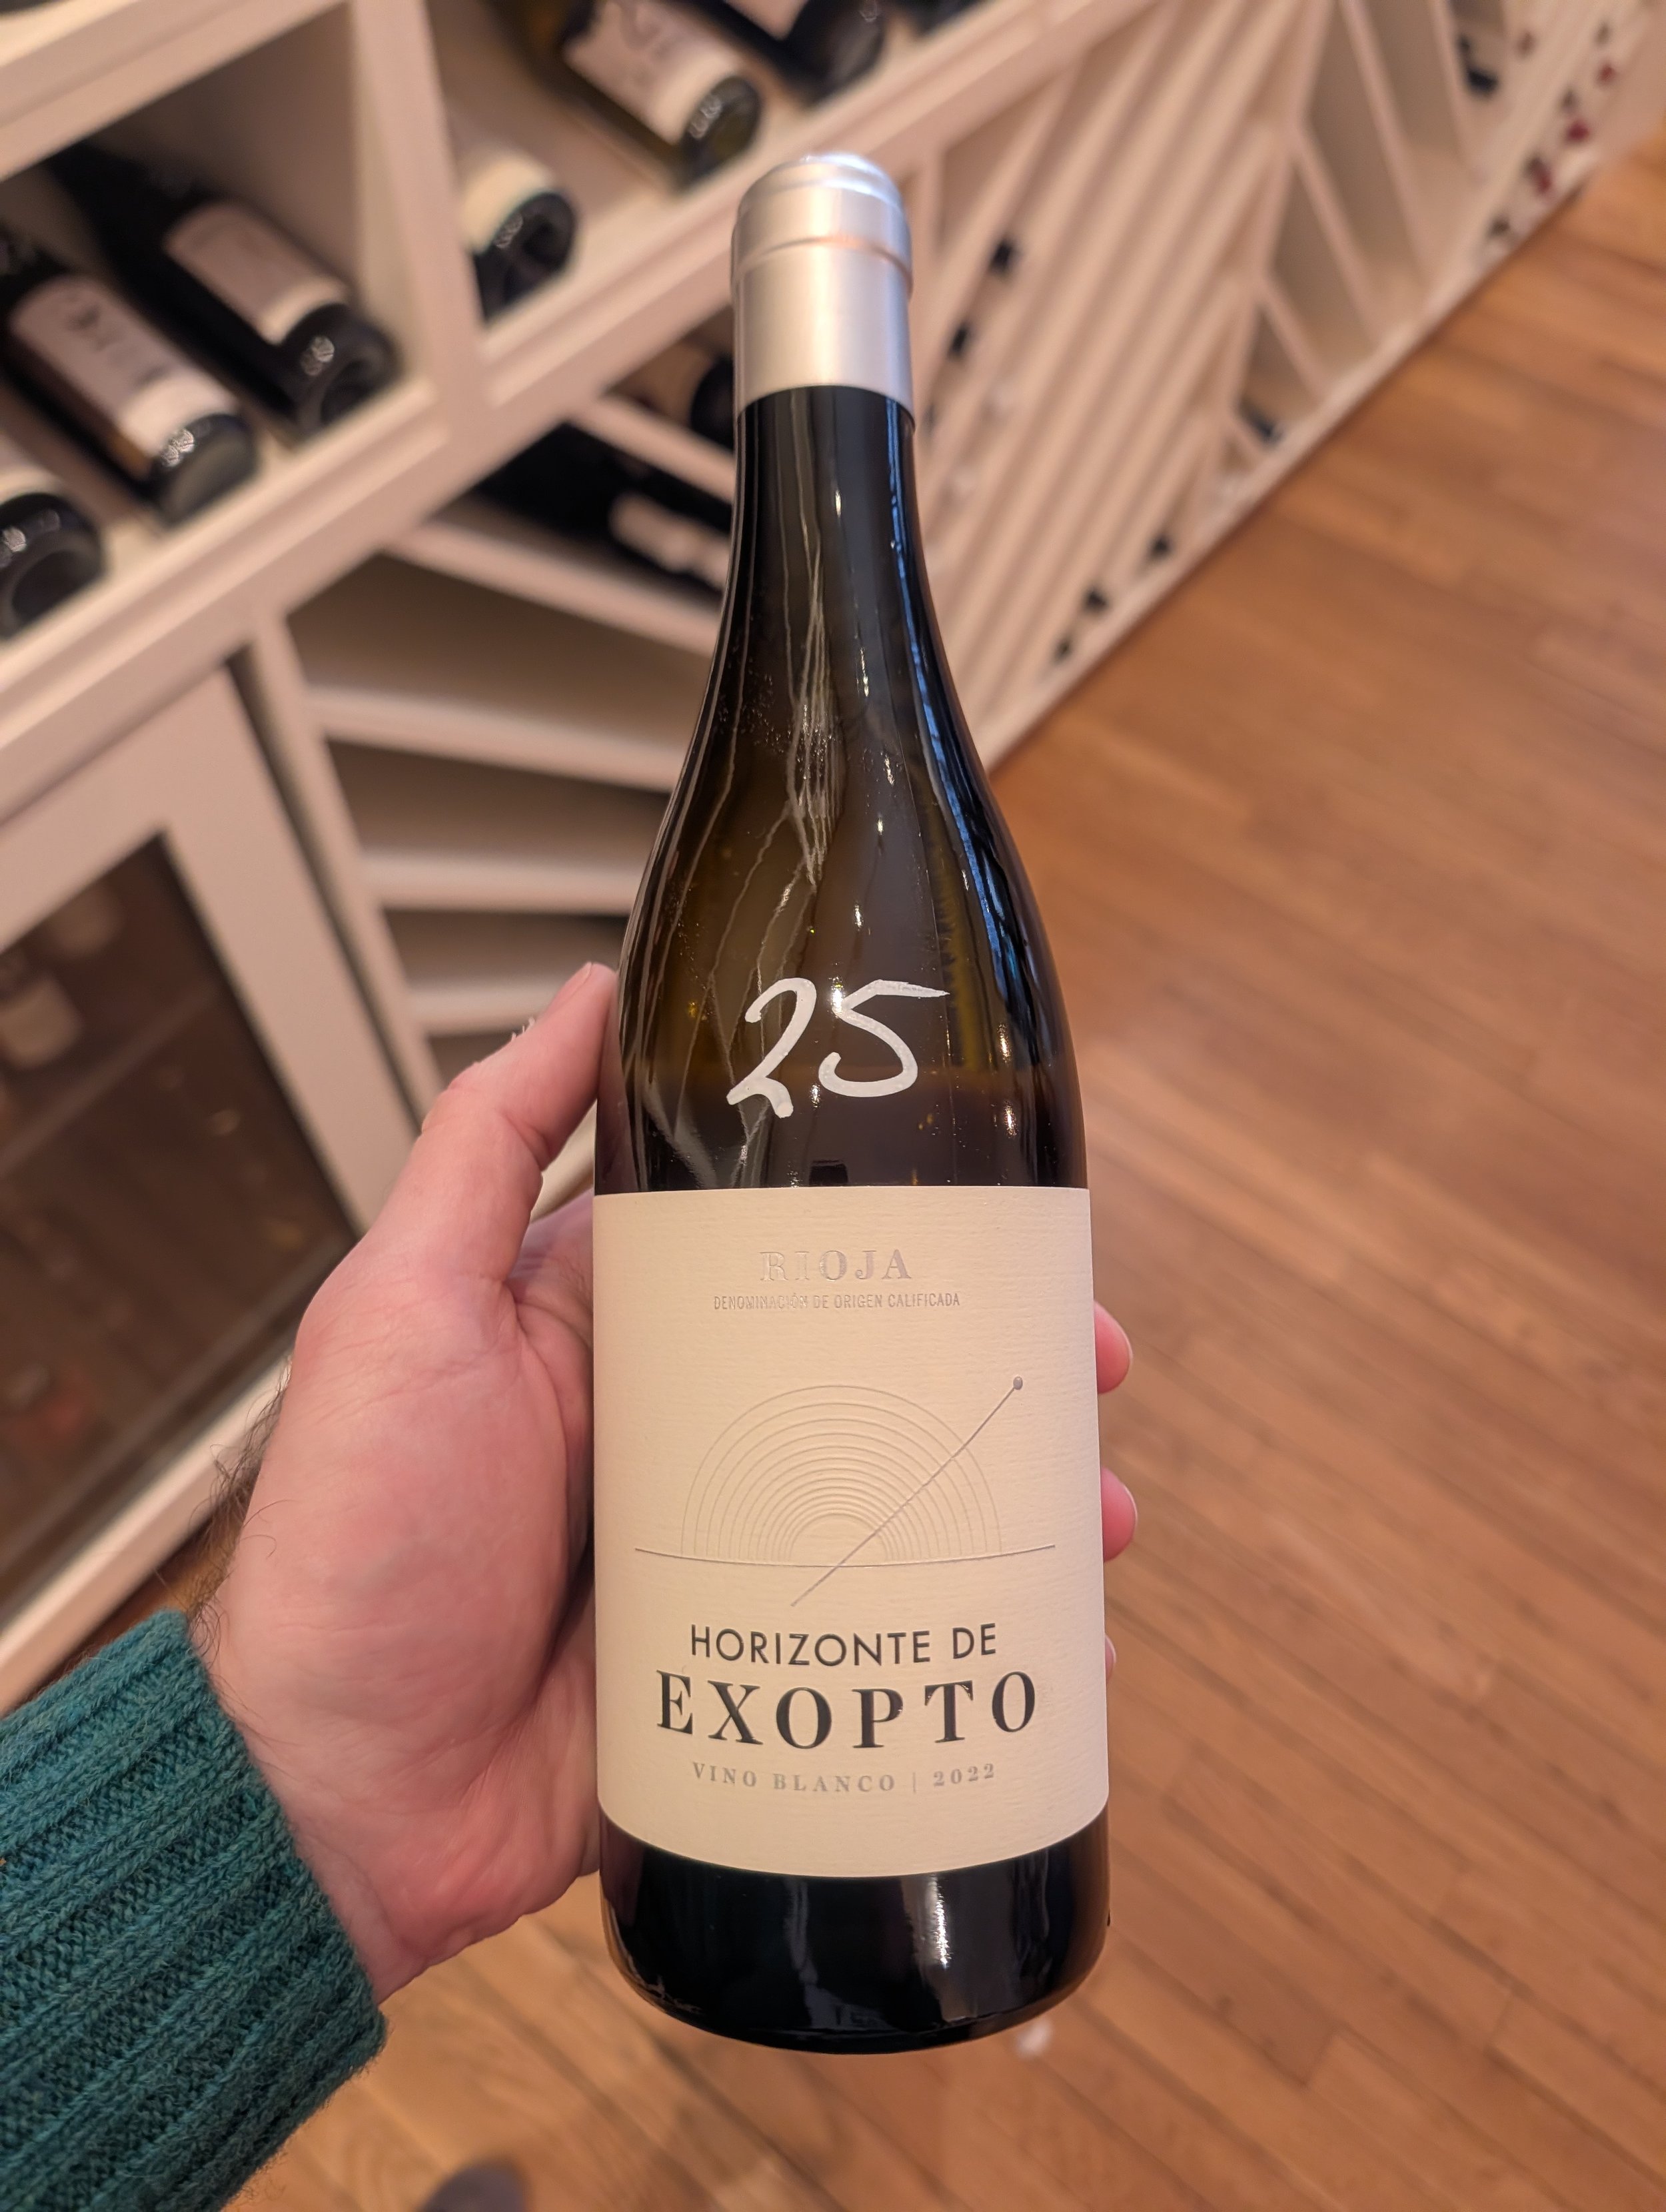 25
RIOJA
DENOMINACIÓN DE ORIGEN CALIFICADA
HORIZONTE DE
EXOPTO
VINO BLANCO | 2022